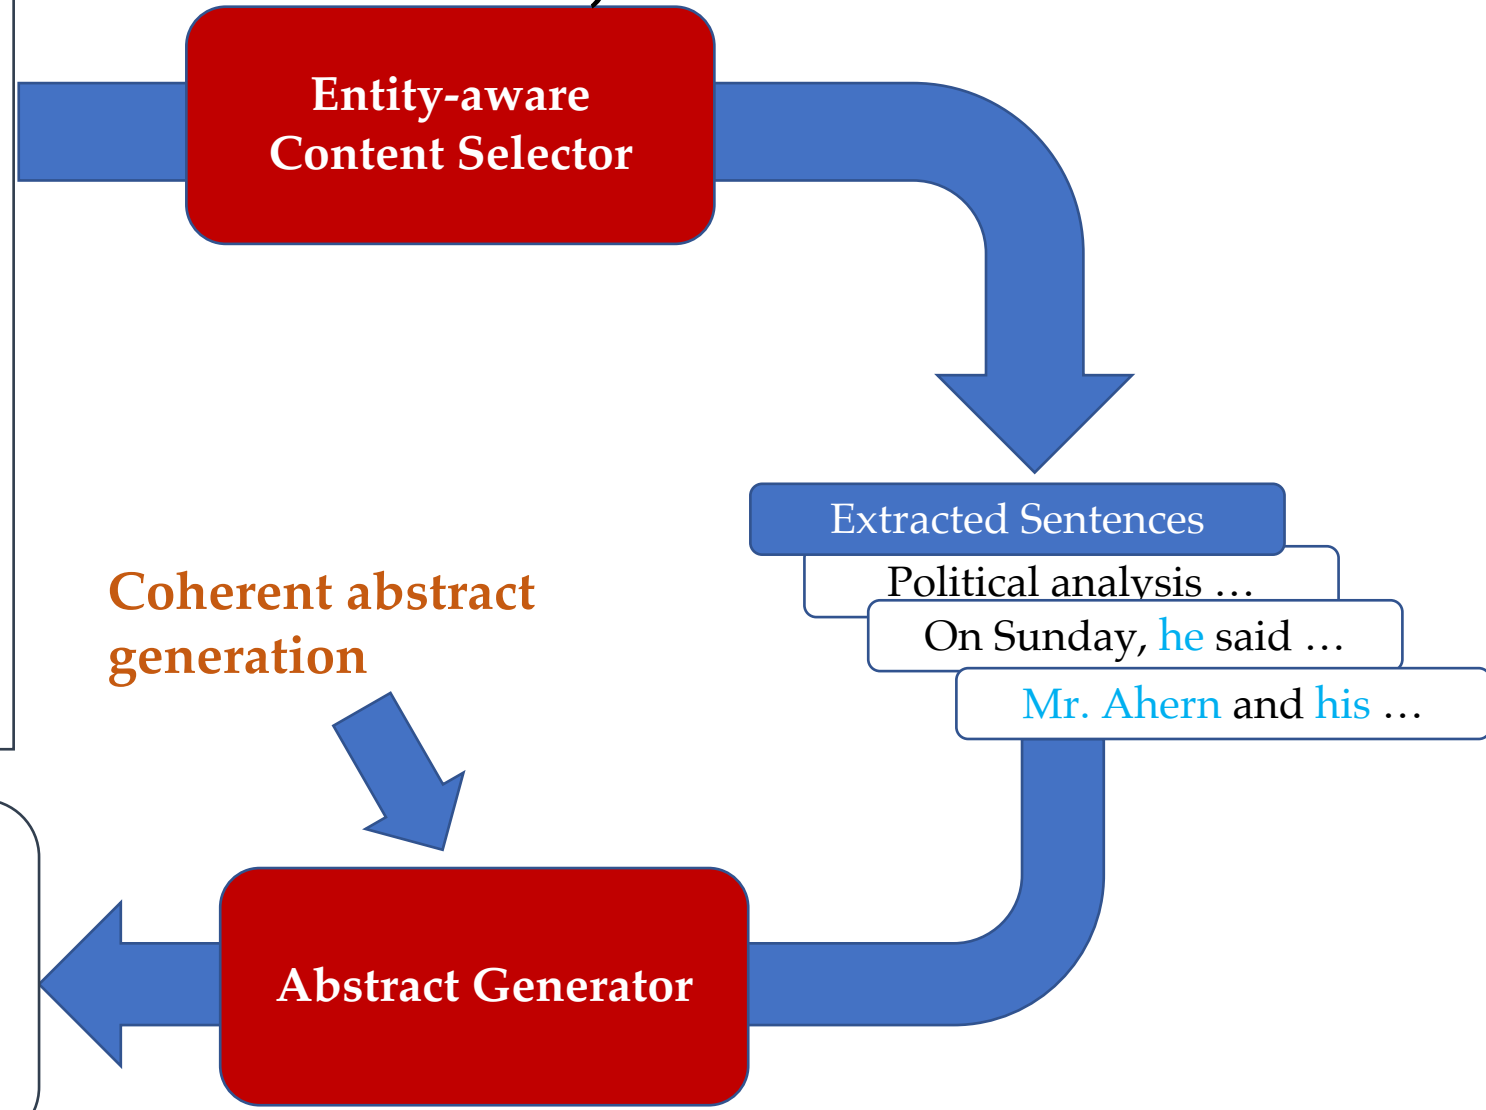 Entity-aware
Content Selector
Extracted Sentences
Political analysis …
On Sunday, he said …
Mr. Ahern and his …
Coherent abstract
generation
Abstract Generator